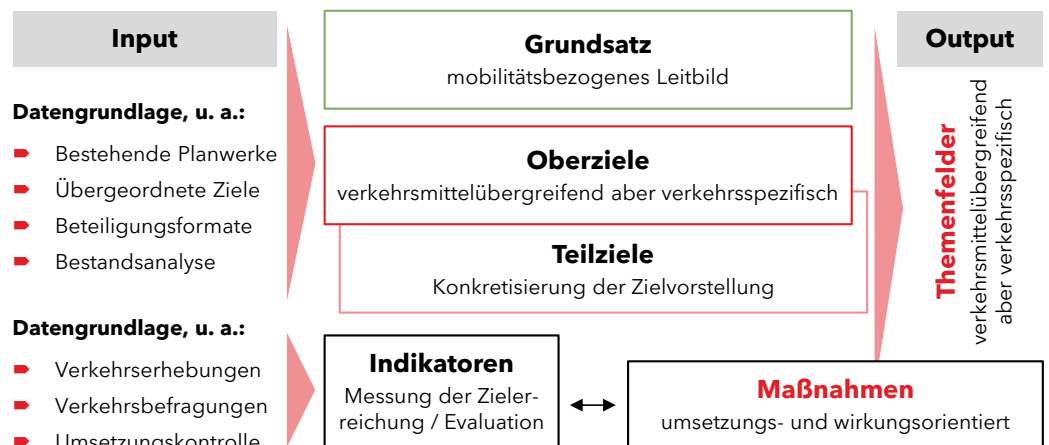 Input
Datengrundlage, u. a.:
Bestehende Planwerke
Übergeordnete Ziele
Beteiligungsformate
Bestandsanalyse
Datengrundlage, u. a.:
Verkehrserhebungen
Verkehrsbefragungen
Umsetzungskontrolle
Grundsatz
mobilitätsbezogenes Leitbild
Oberziele
verkehrsmittelübergreifend aber verkehrsspezifisch
Teilziele
Konkretisierung der Zielvorstellung
Indikatoren
Messung der Zieler-
reichung / Evaluation
Maßnahmen
umsetzungs- und wirkungsorientiert
Output
Themenfelder
verkehrsmittelübergreifend
aber verkehrsspezifisch